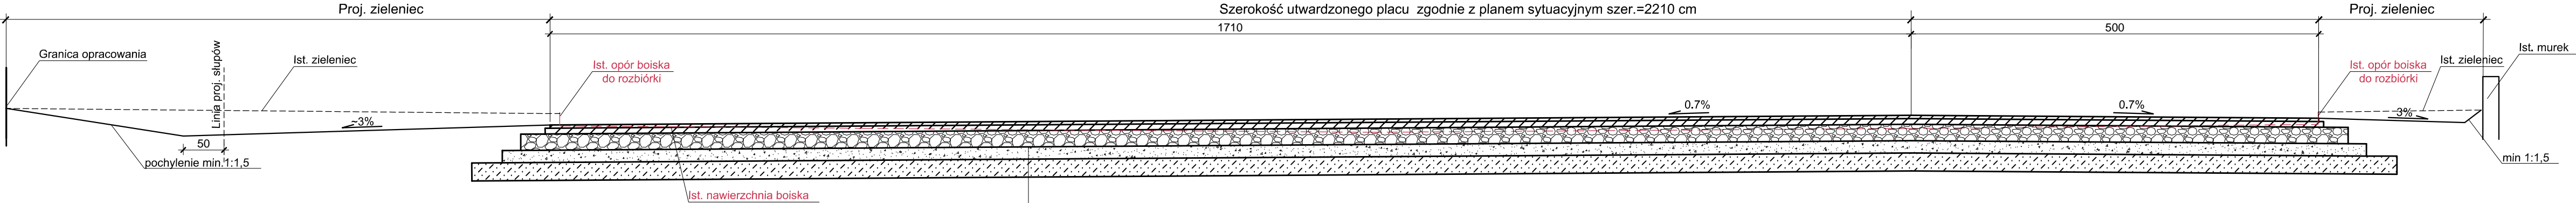 Proj. zieleniec
Szerokość utwardzonego placu zgodnie z planem sytuacyjnym szer.=2210 cm
Proj. zieleniec
1710
500
Granica opracowania
Linia proj. słupów
Ist. zieleniec
Ist. opór boiska
do rozbiórki
Ist. opór boiska
do rozbiórki
Ist. zieleniec
Ist. murek
~3%
0.7%
0.7%
3%
50
pochylenie min.1:1,5
min 1:1,5
Ist. nawierzchnia boiska